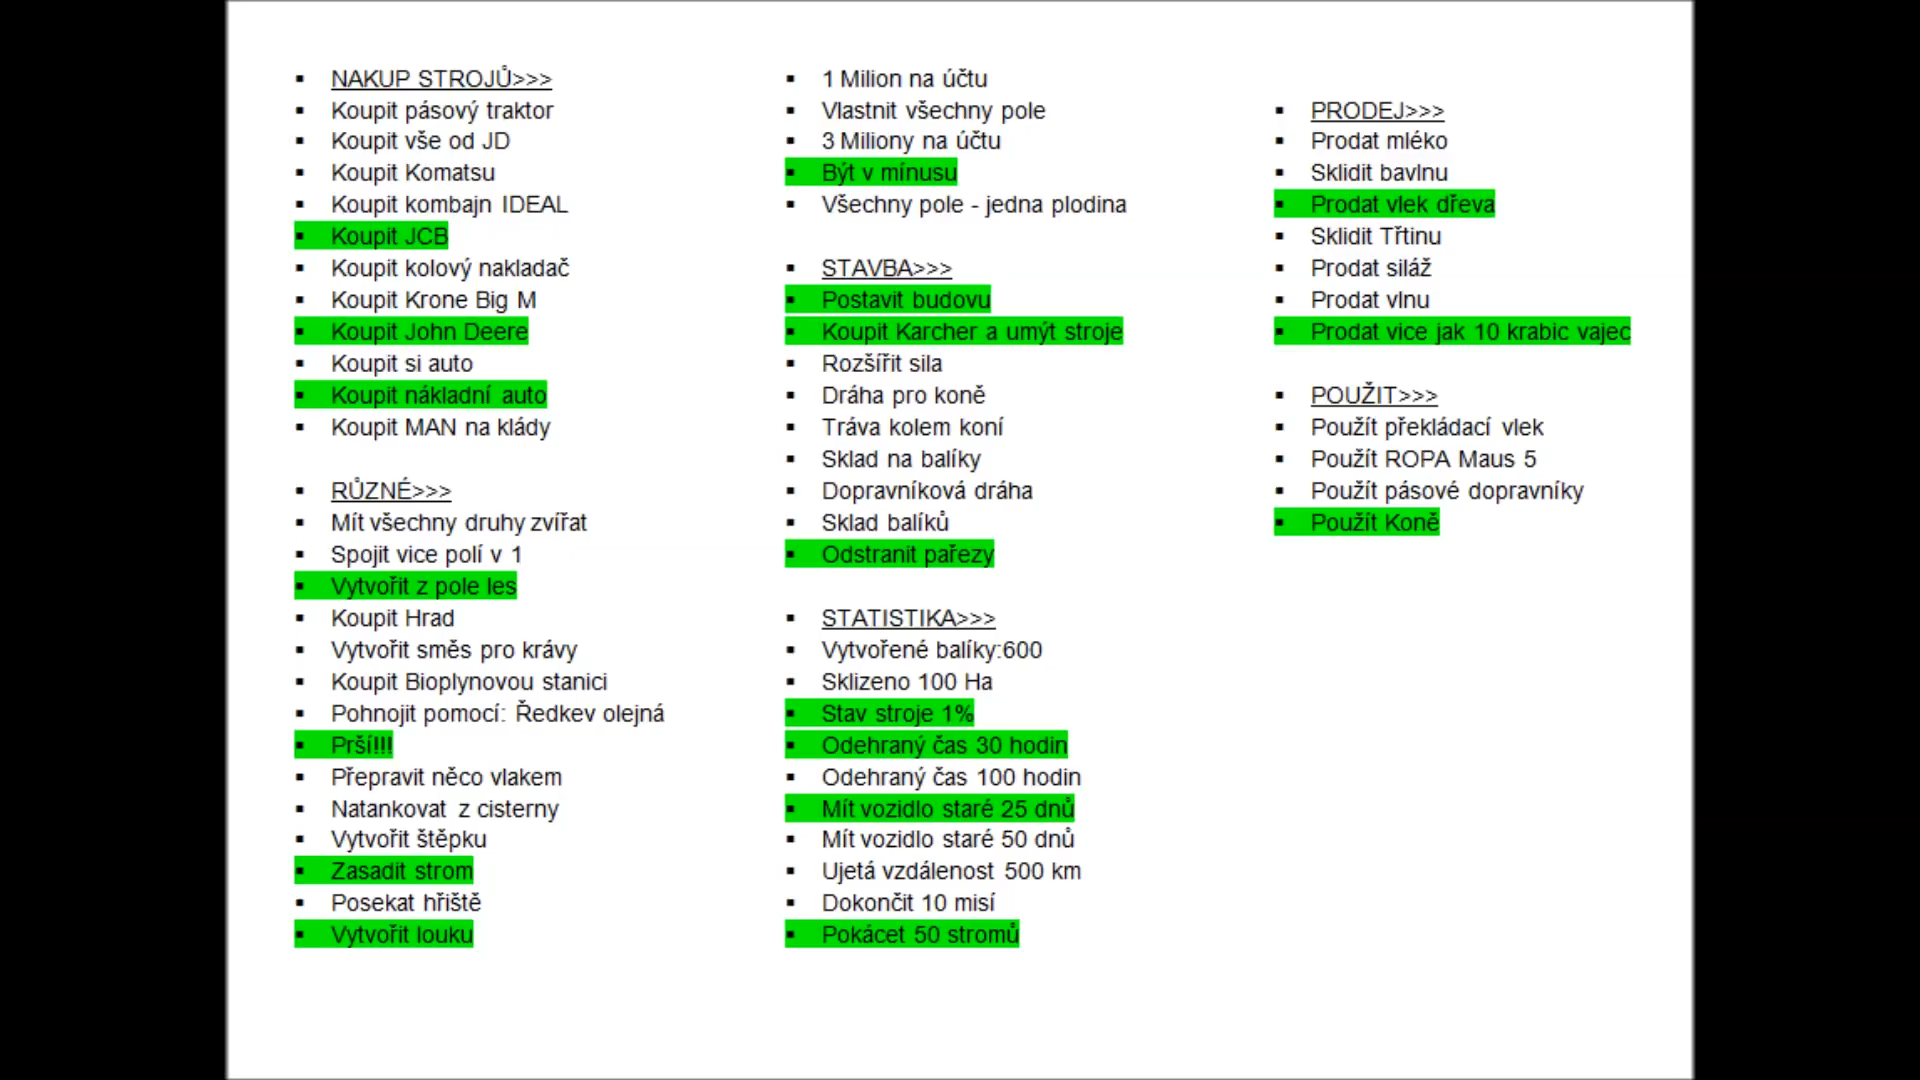 NAKUP STROJŮ>>>
Koupit pásový traktor
Koupit vše od JD
Koupit Komatsu
Koupit kombajn IDEAL
Koupit JCB
Koupit kolový nakladač
Koupit Krone Big M
Koupit John Deere
Koupit si auto
Koupit nákladní auto
Koupit MAN na klády
RŮZNÉ>>>
Mít všechny druhy zvířat
Spojit vice polí v 1
Vytvořit z pole les
Koupit Hrad
Vytvořit směs pro krávy
Koupit Bioplynovou stanici
Pohnojit pomocí: Ředkev olejná
Prší!!!
Přepravit něco vlakem
Natankovat z cisterny
Vytvořit štěpku
Zasadit strom
Posekat hřiště
Vytvořit louku
1 Milion na účtu
Vlastnit všechny pole
3 Miliony na účtu
Být v mínusu
Všechny pole - jedna plodina
STAVBA>>>
Postavit budovu
Koupit Karcher a umýt stroje
Rozšířit sila
Dráha pro koně
Tráva kolem koní
Sklad na balíky
Dopravníková dráha
Sklad balíků
Odstranit pařezy
STATISTIKA>>>
Vytvořené balíky:600
Sklizeno 100 Ha
Stav stroje 1%
Odehraný čas 30 hodin
Odehraný čas 100 hodin
Mít vozidlo staré 25 dnů
Mít vozidlo staré 50 dnů
Ujetá vzdálenost 500 km
Dokončit 10 misí
Pokácet 50 stromů
PRODEJ>>>
Prodat mléko
Sklidit bavlnu
Prodat vlek dřeva
Sklidit Třtinu
Prodat siláž
Prodat vlnu
Prodat vice jak 10 krabic vajec
POUŽIT>>>
Použít překládací vlek
Použít ROPA Maus 5
Použít pásové dopravníky
Použít Koně